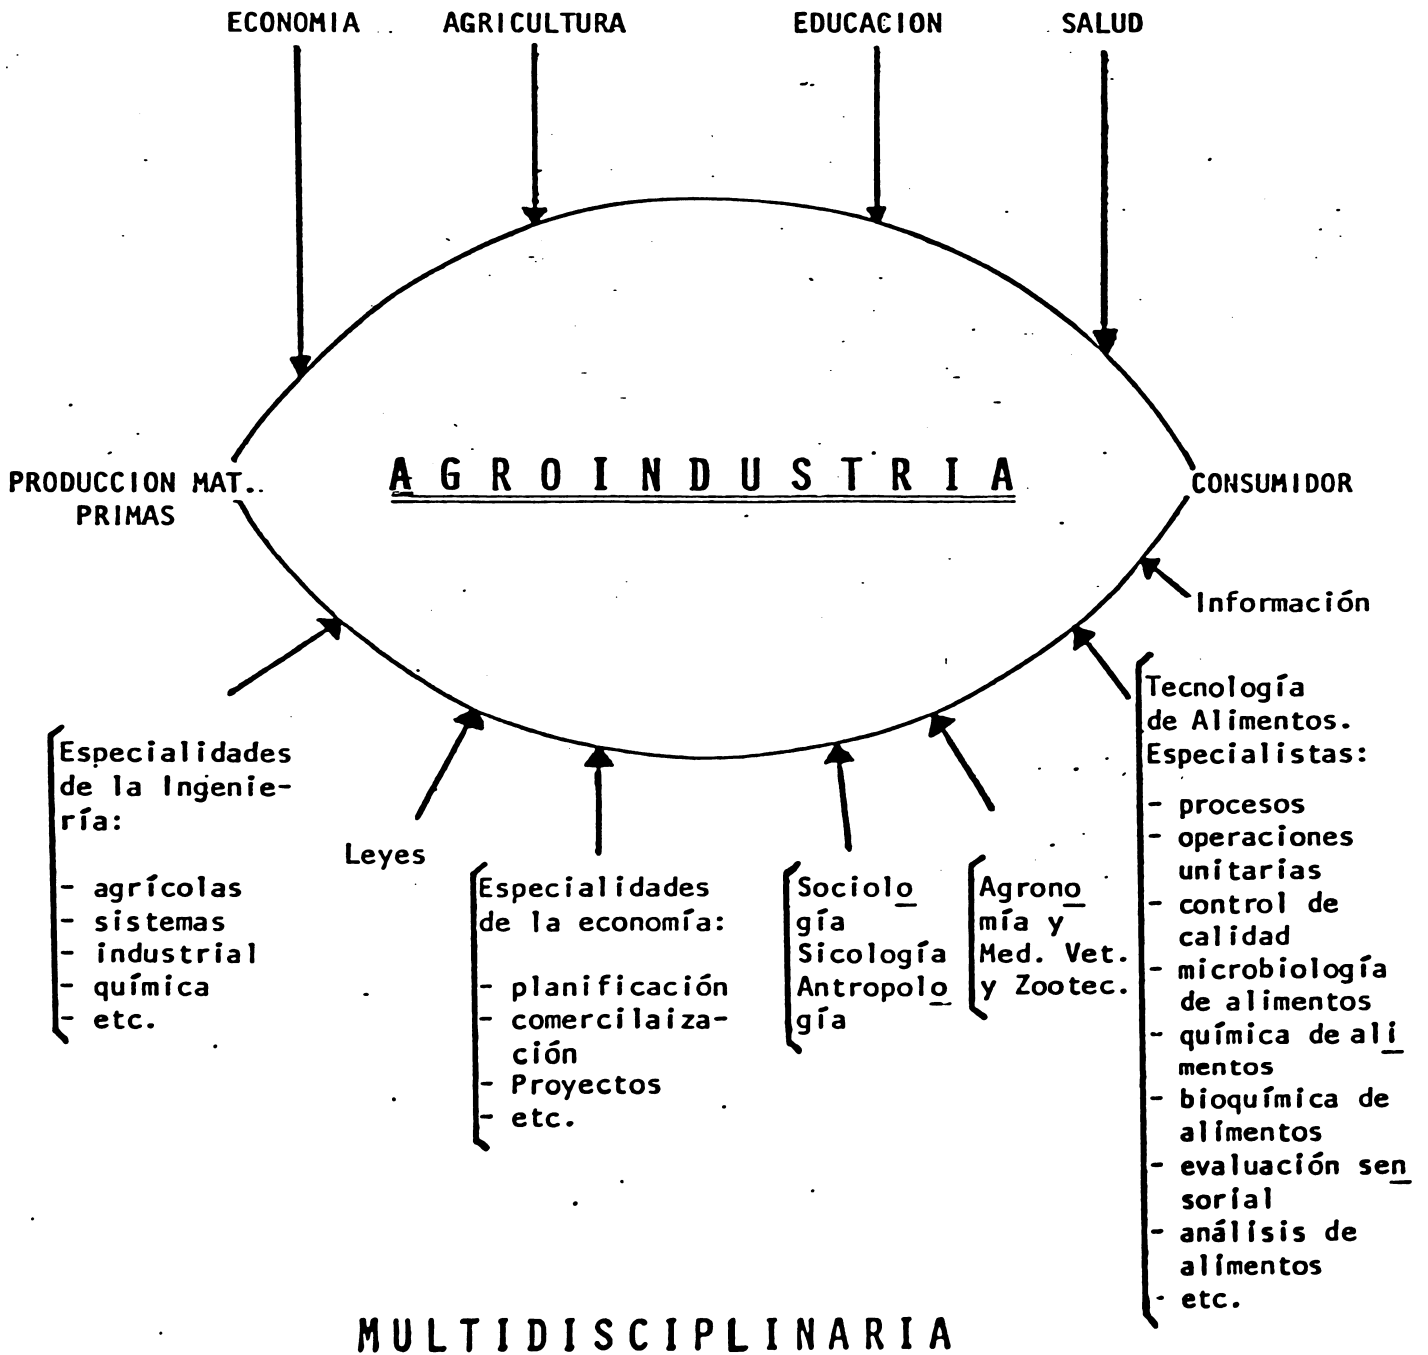 ECONOMIA AGRICULTURA EDUCACION SALUD
AGROINDUSTRIA
PRODUCCION MAT.
PRIMAS
CONSUMIDOR
Información
Especialidades
de la Ingenie-
ría:
- agrícolas
- sistemas
- industrial
- química
- etc.
Leyes
Especialidades
de la economía:
- planificación
- comercilaiza-
ción
- Proyectos
- etc.
Sociolo
gía
Sicología
Antropolo
gía
Agrono
mía y
Med. Vet.
y Zootec.
Tecnología
de Alimentos.
Especialistas:
- procesos
- operaciones
unitarias
- control de
calidad
- microbiología
de alimentos
- química de ali
mentos
- bioquímica de
alimentos
- evaluación sen
sorial
- análisis de
alimentos
- etc.
MULTIDISCIPLINARIA